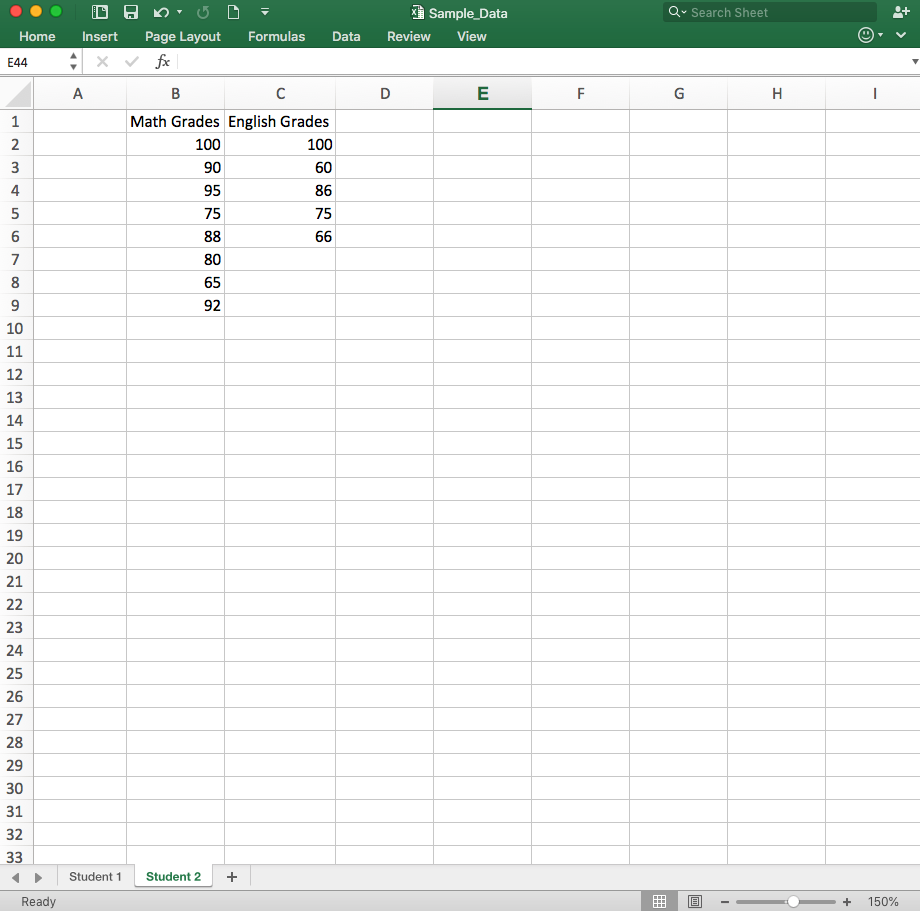 Sample_Data
Search Sheet
Home Insert Page Layout Formulas Data Review View
E44 fx
A B C D E F G H I
1 Math Grades English Grades
2 100 100
3 90 60
4 95 86
5 75 75
6 88 66
7 80
8 65
9 92
10
11
12
13
14
15
16
17
18
19
20
21
22
23
24
25
26
27
28
29
30
31
32
33
Student 1 Student 2 +
Ready 150%